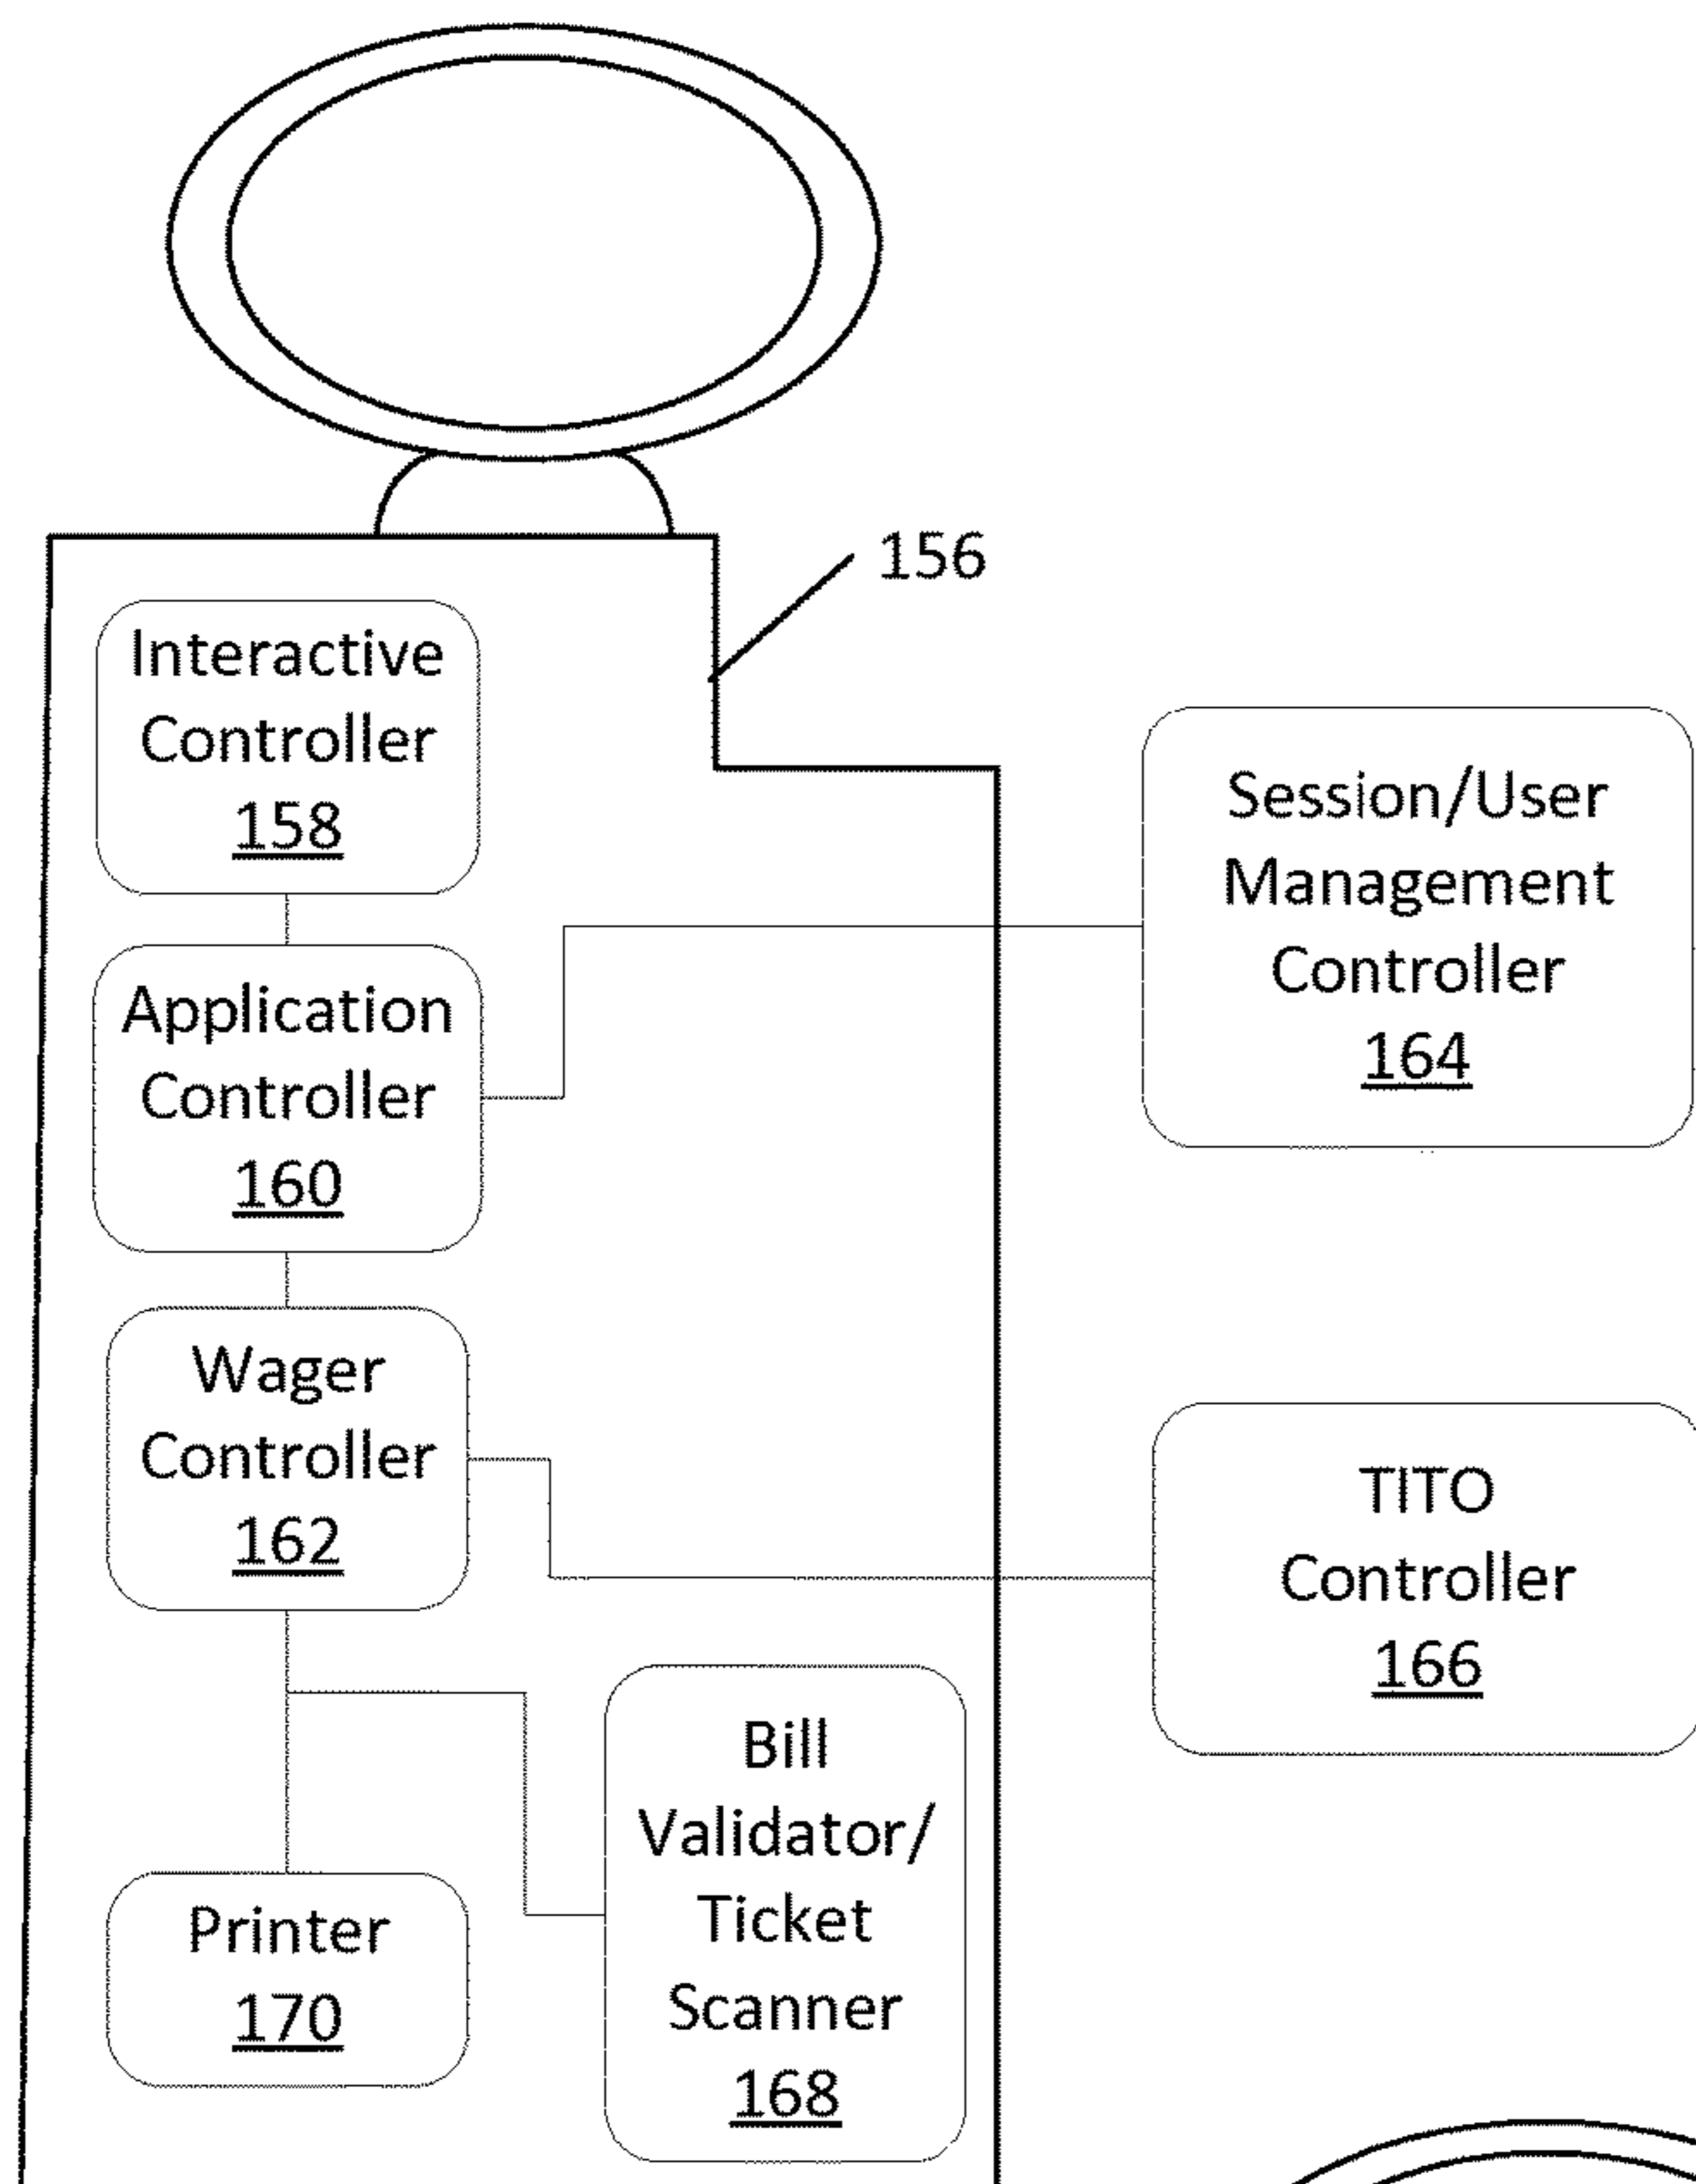 156
Interactive
Controller
158
Application
Controller
160
Wager
Controller
162
Printer
170
Bill
Validator/
Ticket
Scanner
168
Session/User
Management
Controller
164
TITO
Controller
166